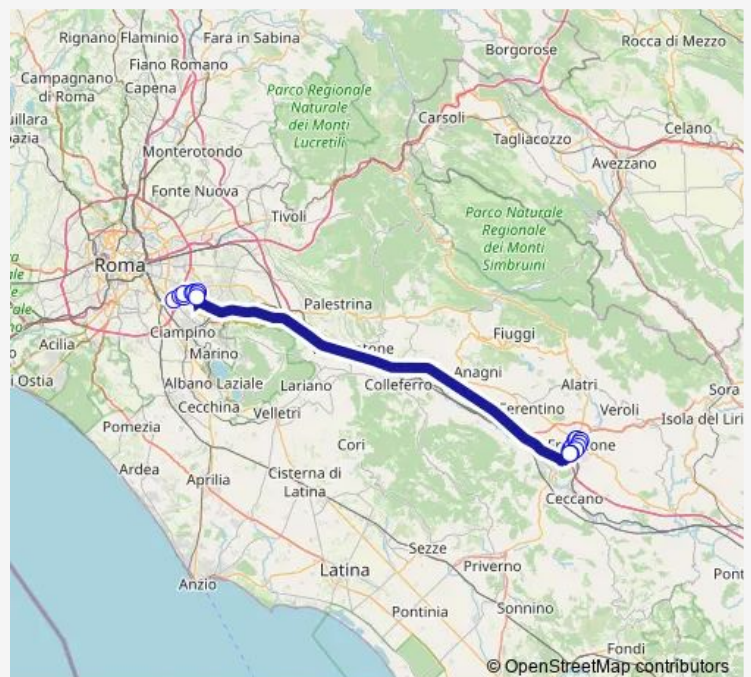 Rignano Flaminio
Fara in Sabina
Borgorose
Rocca di Mezzo
Fiano Romano
Campagnano
di Roma
Capena
Parco Regionale
Naturale
dei Monti
Lucretili
Carsoli
Celano
Tagliacozzo
Monterotondo
Avezzano
Fonte Nuova
Tivoli
Parco Naturale
Regionale
dei Monti
Simbruini
Roma
Palestrina
Ciampino
Fiuggi
Acilia
Marino
Anagni
Alatri
Sora
i Ostia
Albano Laziale
Lariano
Colleferro
Cecchina
Velletri
Veroli
Isola del Liri
Pomezia
Cori
Ardea
Cisterna di
Latina
Aprilia
Ceccano
Sezze
Latina
Priverno
Pont
Anzio
Sonnino
Pontinia
Fondi
© OpenStreetMap contributors